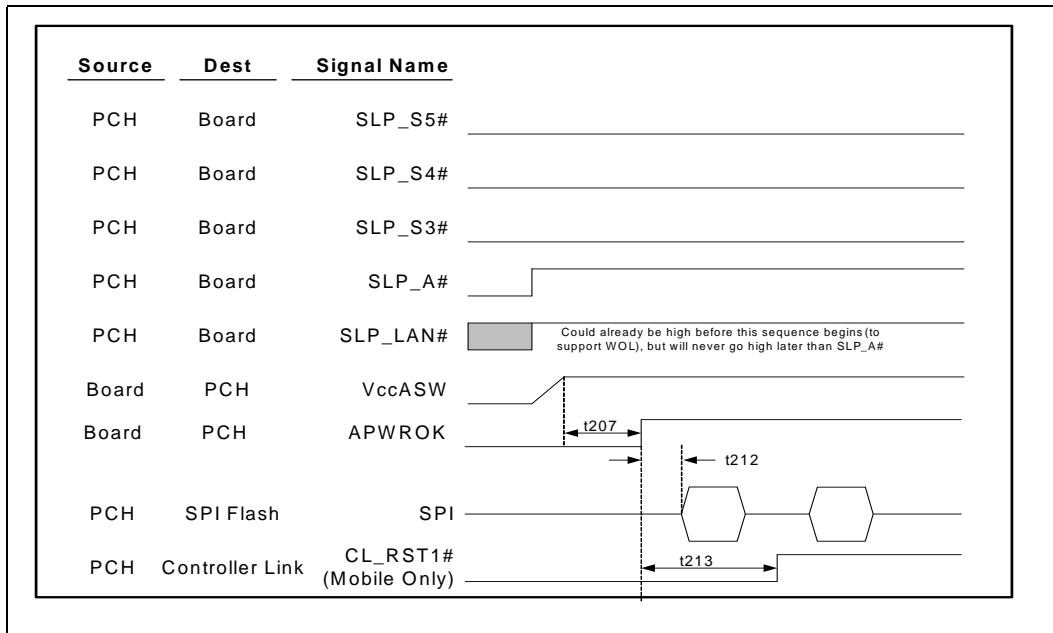 Source Dest Signal Name
PCH Board SLP_S5#
PCH Board SLP_S4#
PCH Board SLP_S3#
PCH Board SLP_A#
PCH Board SLP_LAN# Could already be high before this sequence begins (to
support WOL), but will never go high later than SLP_A#
Board PCH VccASW
t207
Board PCH APWROK
t212
PCH SPI Flash SPI
PCH Controller Link CL_RST1#
(Mobile Only)
t213